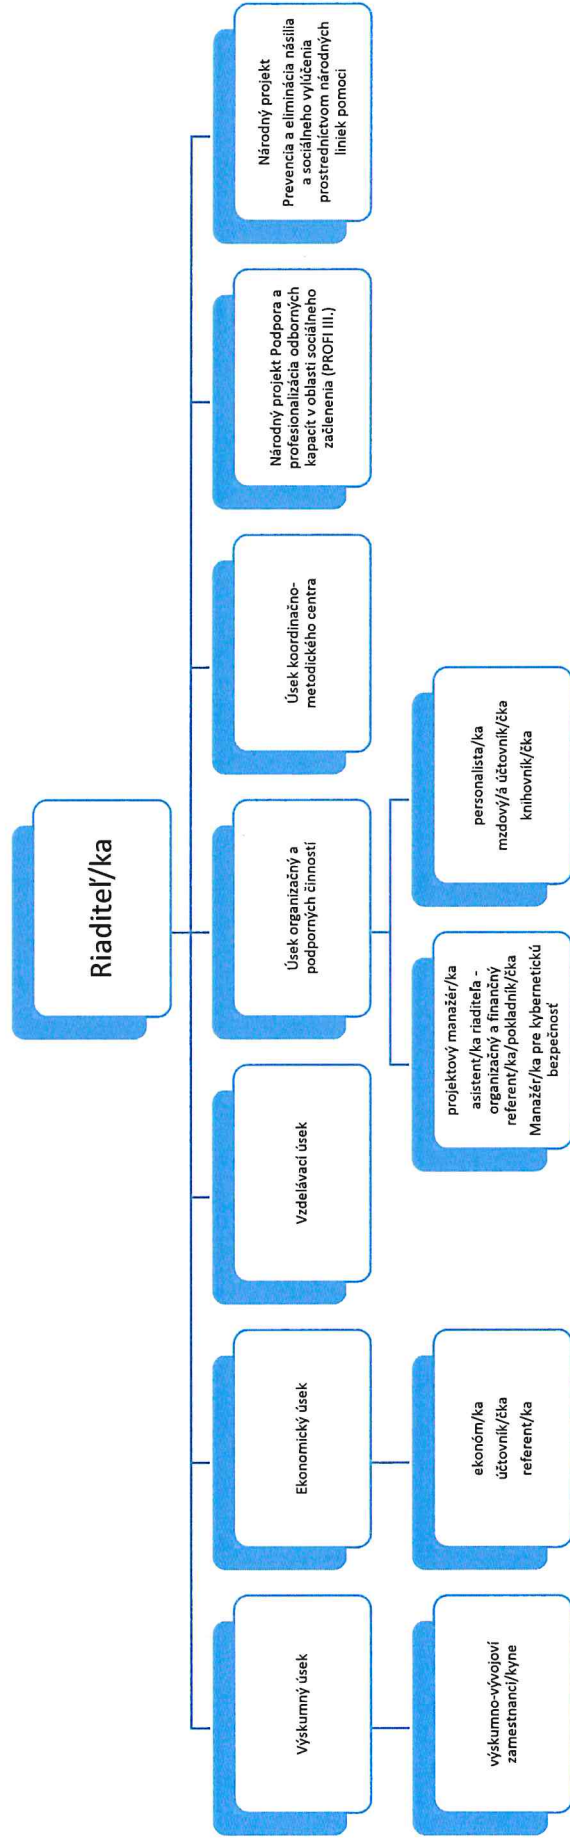 Riaditeľ/ka
Výskumný úsek
Ekonomický úsek
Vzdelávací úsek
Úsek organizačný a
podporných činností
Úsek koordinačno-
metodického centra
Národný projekt Podpora a
profesionalizácia odborných
kapacít v oblasti sociálneho
začlenenia (PROFI III.)
Národný projekt
Prevencia a eliminácia násilia
a sociálneho vylúčenia
prostredníctvom národných
liniek pomoci
výskumno-vývojoví
zamestnanci/kyne
ekonóm/ka
účtovník/čka
referent/ka
projektový manažér/ka
asistent/ka riaditeľa -
organizačný a finančný
referent/ka/pokladník/čka
Manažér/ka pre kybernetickú
bezpečnosť
personalista/ka
mzdový/á účtovník/čka
knihovník/čka